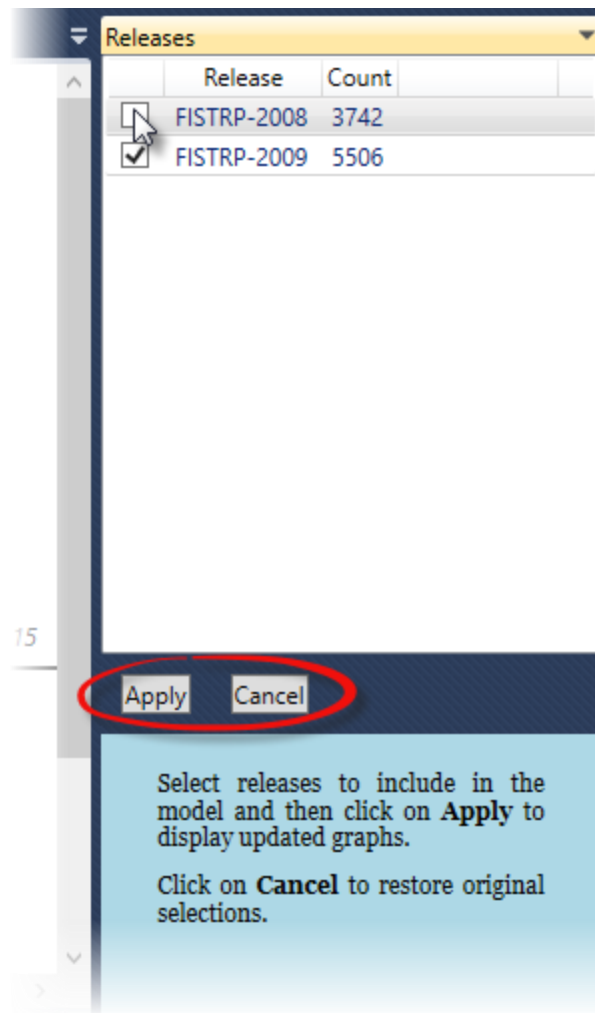 Releases
Release Count
FISTRP-2008 3742
FISTRP-2009 5506
15
Apply Cancel
Select releases to include in the
model and then click on Apply to
display updated graphs.
Click on Cancel to restore original
selections.